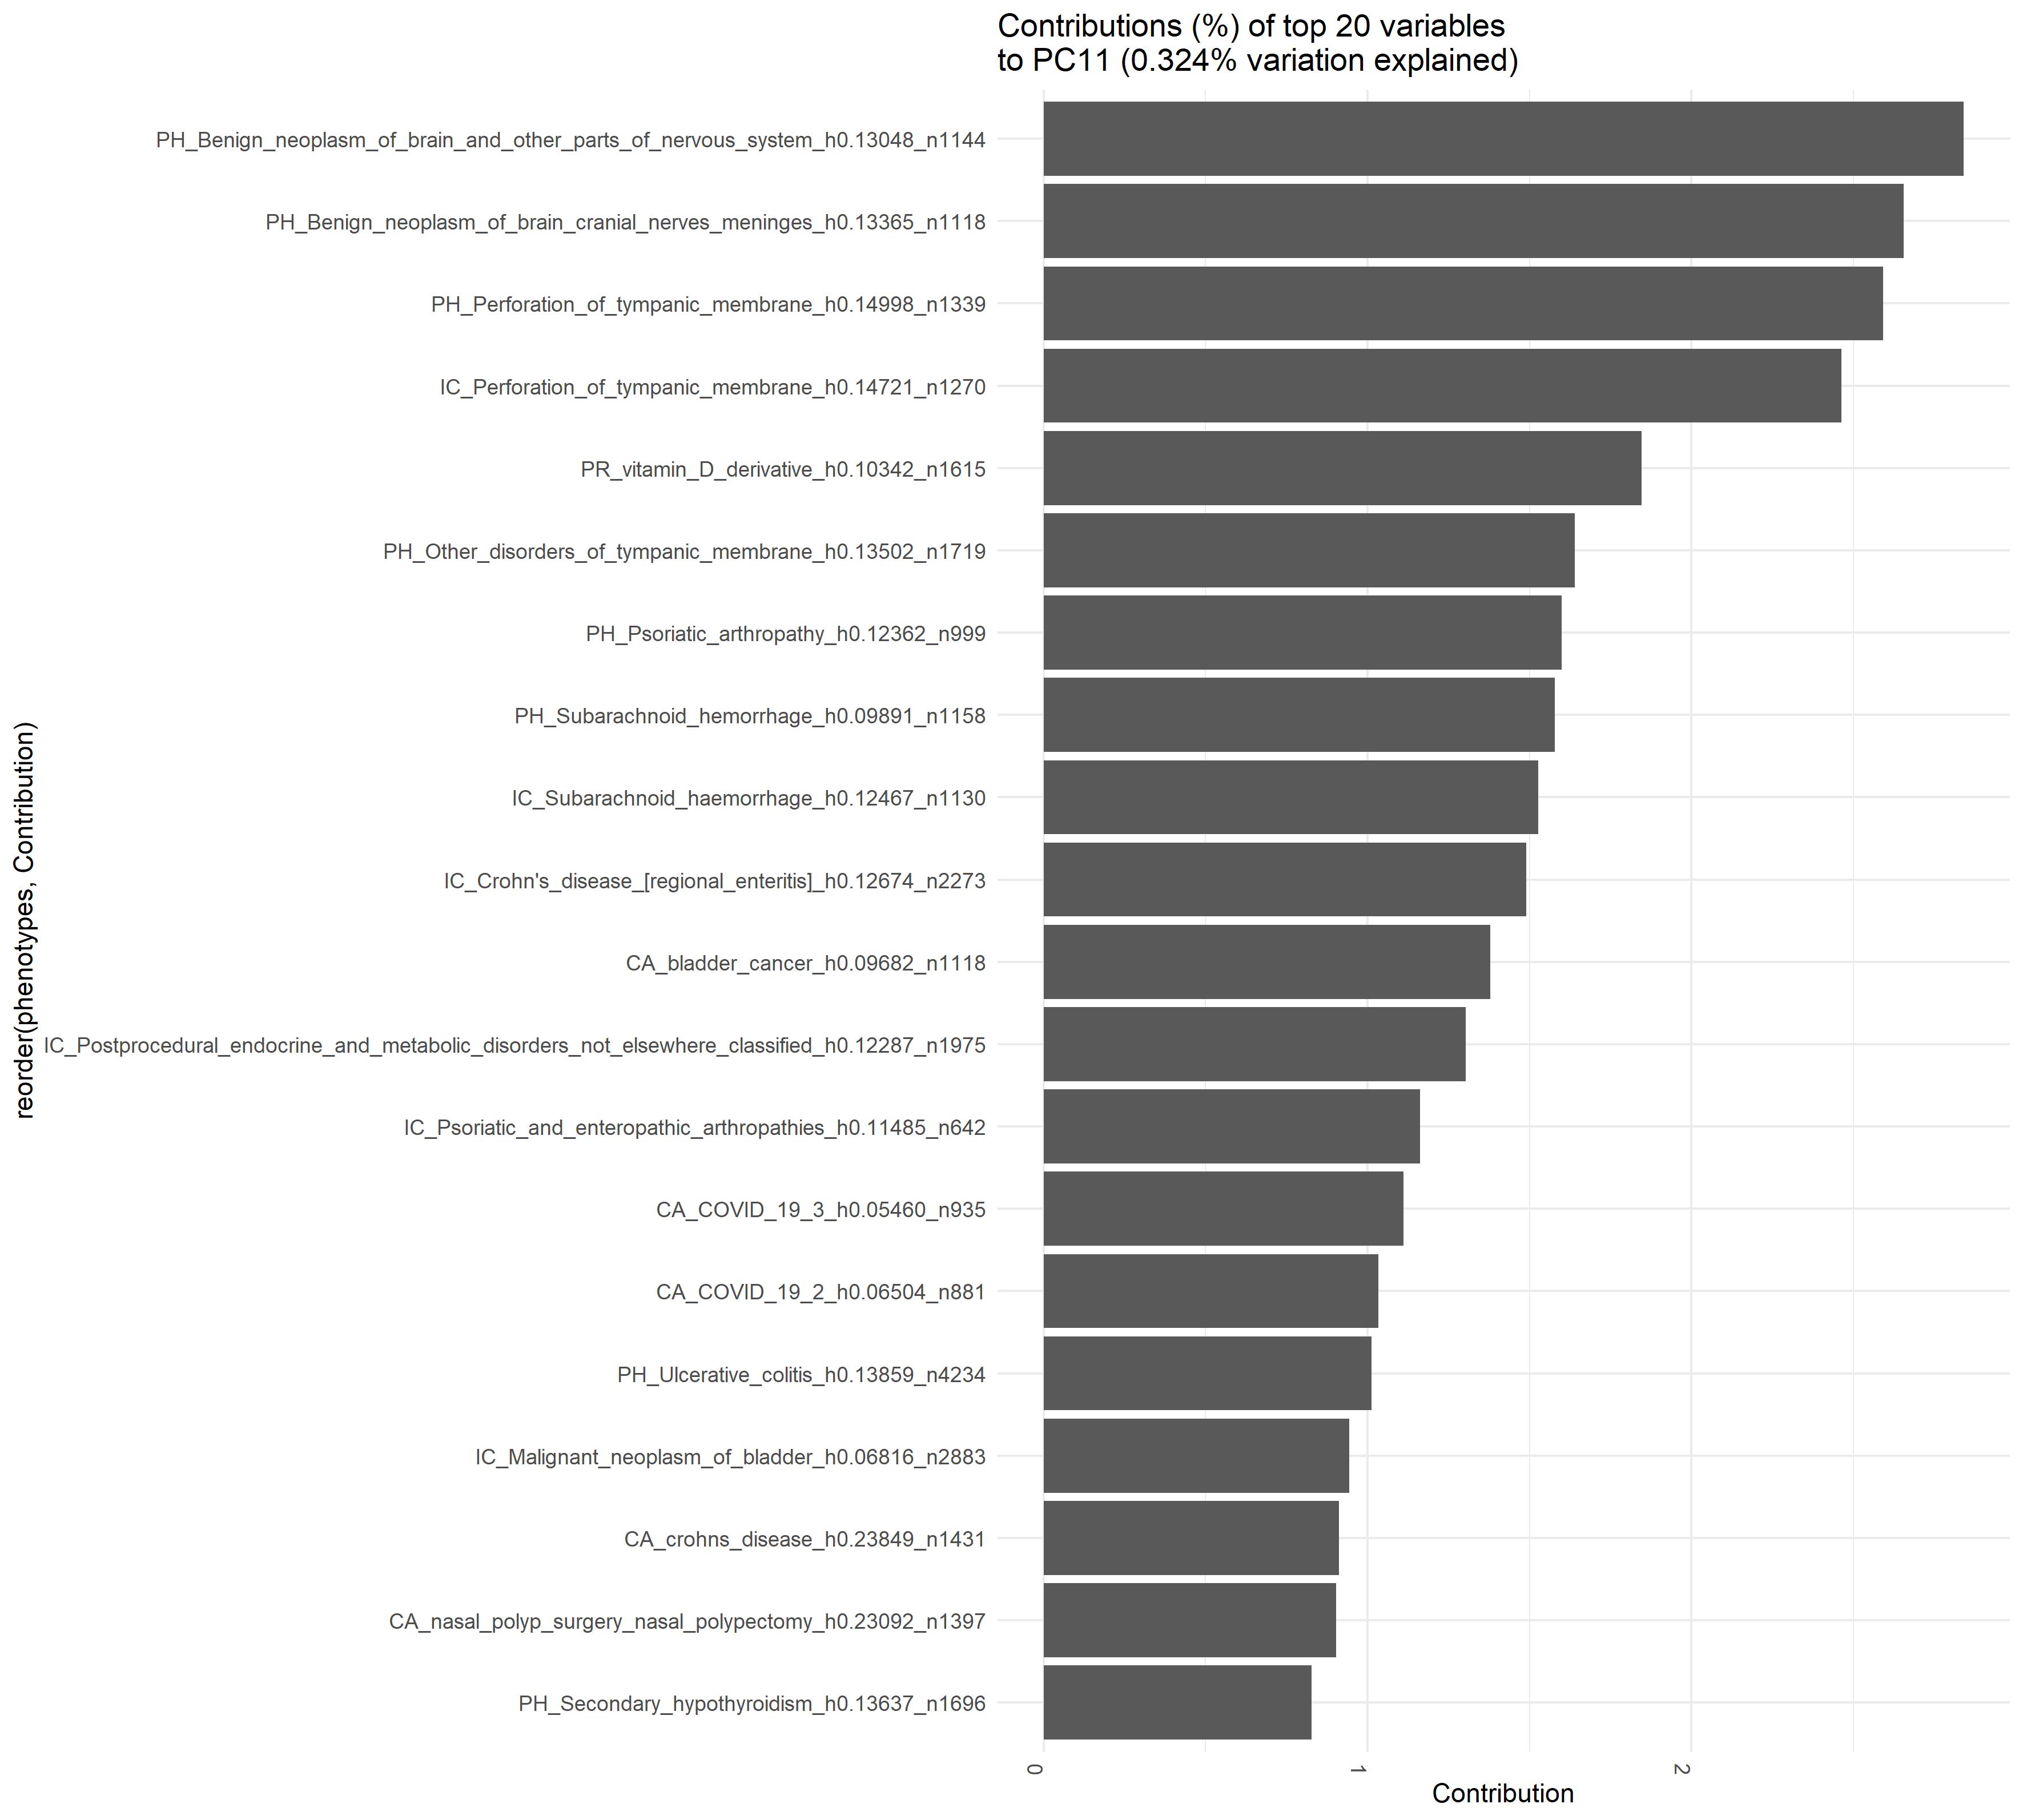 Contributions (%) of top 20 variables
to PC11 (0.324% variation explained)
reorder(phenotypes, Contribution)
PH_Benign_neoplasm_of_brain_and_other_parts_of_nervous_system_h0.13048_n1144
PH_Benign_neoplasm_of_brain_cranial_nerves_meninges_h0.13365_n1118
PH_Perforation_of_tympanic_membrane_h0.14998_n1339
IC_Perforation_of_tympanic_membrane_h0.14721_n1270
PR_vitamin_D_derivative_h0.10342_n1615
PH_Other_disorders_of_tympanic_membrane_h0.13502_n1719
PH_Psoriatic_arthropathy_h0.12362_n999
PH_Subarachnoid_hemorrhage_h0.09891_n1158
IC_Subarachnoid_haemorrhage_h0.12467_n1130
IC_Crohn's_disease_[regional_enteritis]_h0.12674_n2273
CA_bladder_cancer_h0.09682_n1118
IC_Postprocedural_endocrine_and_metabolic_disorders_not_elsewhere_classified_h0.12287_n1975
IC_Psoriatic_and_enteropathic_arthropathies_h0.11485_n642
CA_COVID_19_3_h0.05460_n935
CA_COVID_19_2_h0.06504_n881
PH_Ulcerative_colitis_h0.13859_n4234
IC_Malignant_neoplasm_of_bladder_h0.06816_n2883
CA_crohns_disease_h0.23849_n1431
CA_nasal_polyp_surgery_nasal_polypectomy_h0.23092_n1397
PH_Secondary_hypothyroidism_h0.13637_n1696
0
1
2
Contribution